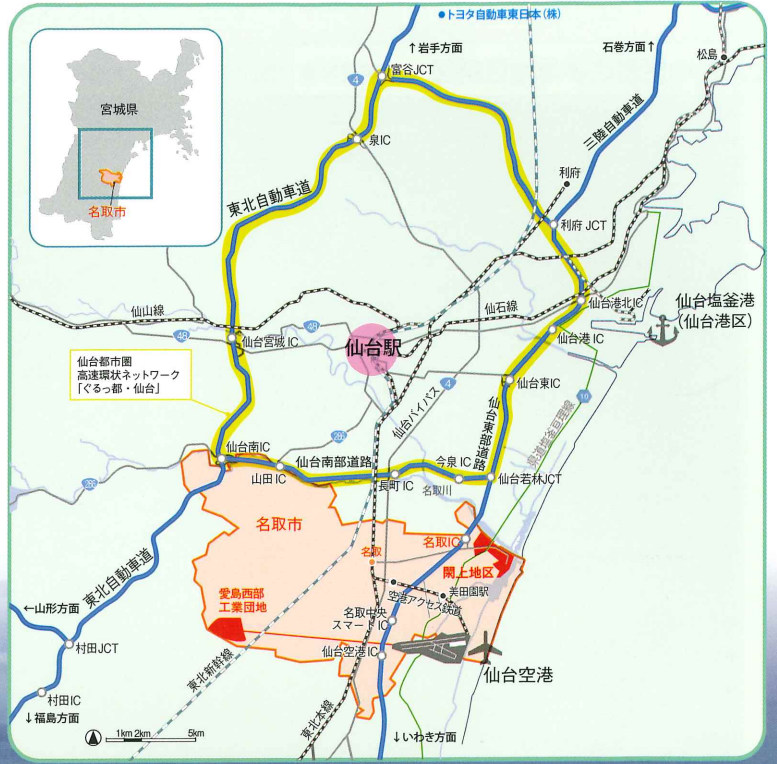 ●トヨタ自動車東日本(株)
↑岩手方面
石巻方面↑
松島
富谷JCT
4
宮城県
名取市
泉IC
三陸自動車道
東北自動車道
利府
利府JCT
仙山線
48
48
仙石線
仙台港北IC
仙台塩釜港
(仙台港区)
仙台宮城IC
仙台駅
仙台港IC
仙台都市圏
高速環状ネットワーク
「ぐるっ都・仙台」
4
仙台東IC
10
仙台バイパス
県道塩釜亘理線
286
仙台東部道路
仙台南IC
仙台南部道路
今泉IC
山田IC
長町IC
仙台若林JCT
286
名取川
名取市
名取IC
名取
閖上地区
東北自動車道
愛島西部
工業団地
美田園駅
空港アクセス鉄道
←山形方面
名取中央
スマートIC
村田JCT
仙台空港IC
仙台空港
東北新幹線
村田IC
↓福島方面
東北本線
1km 2km 5km
↓いわき方面